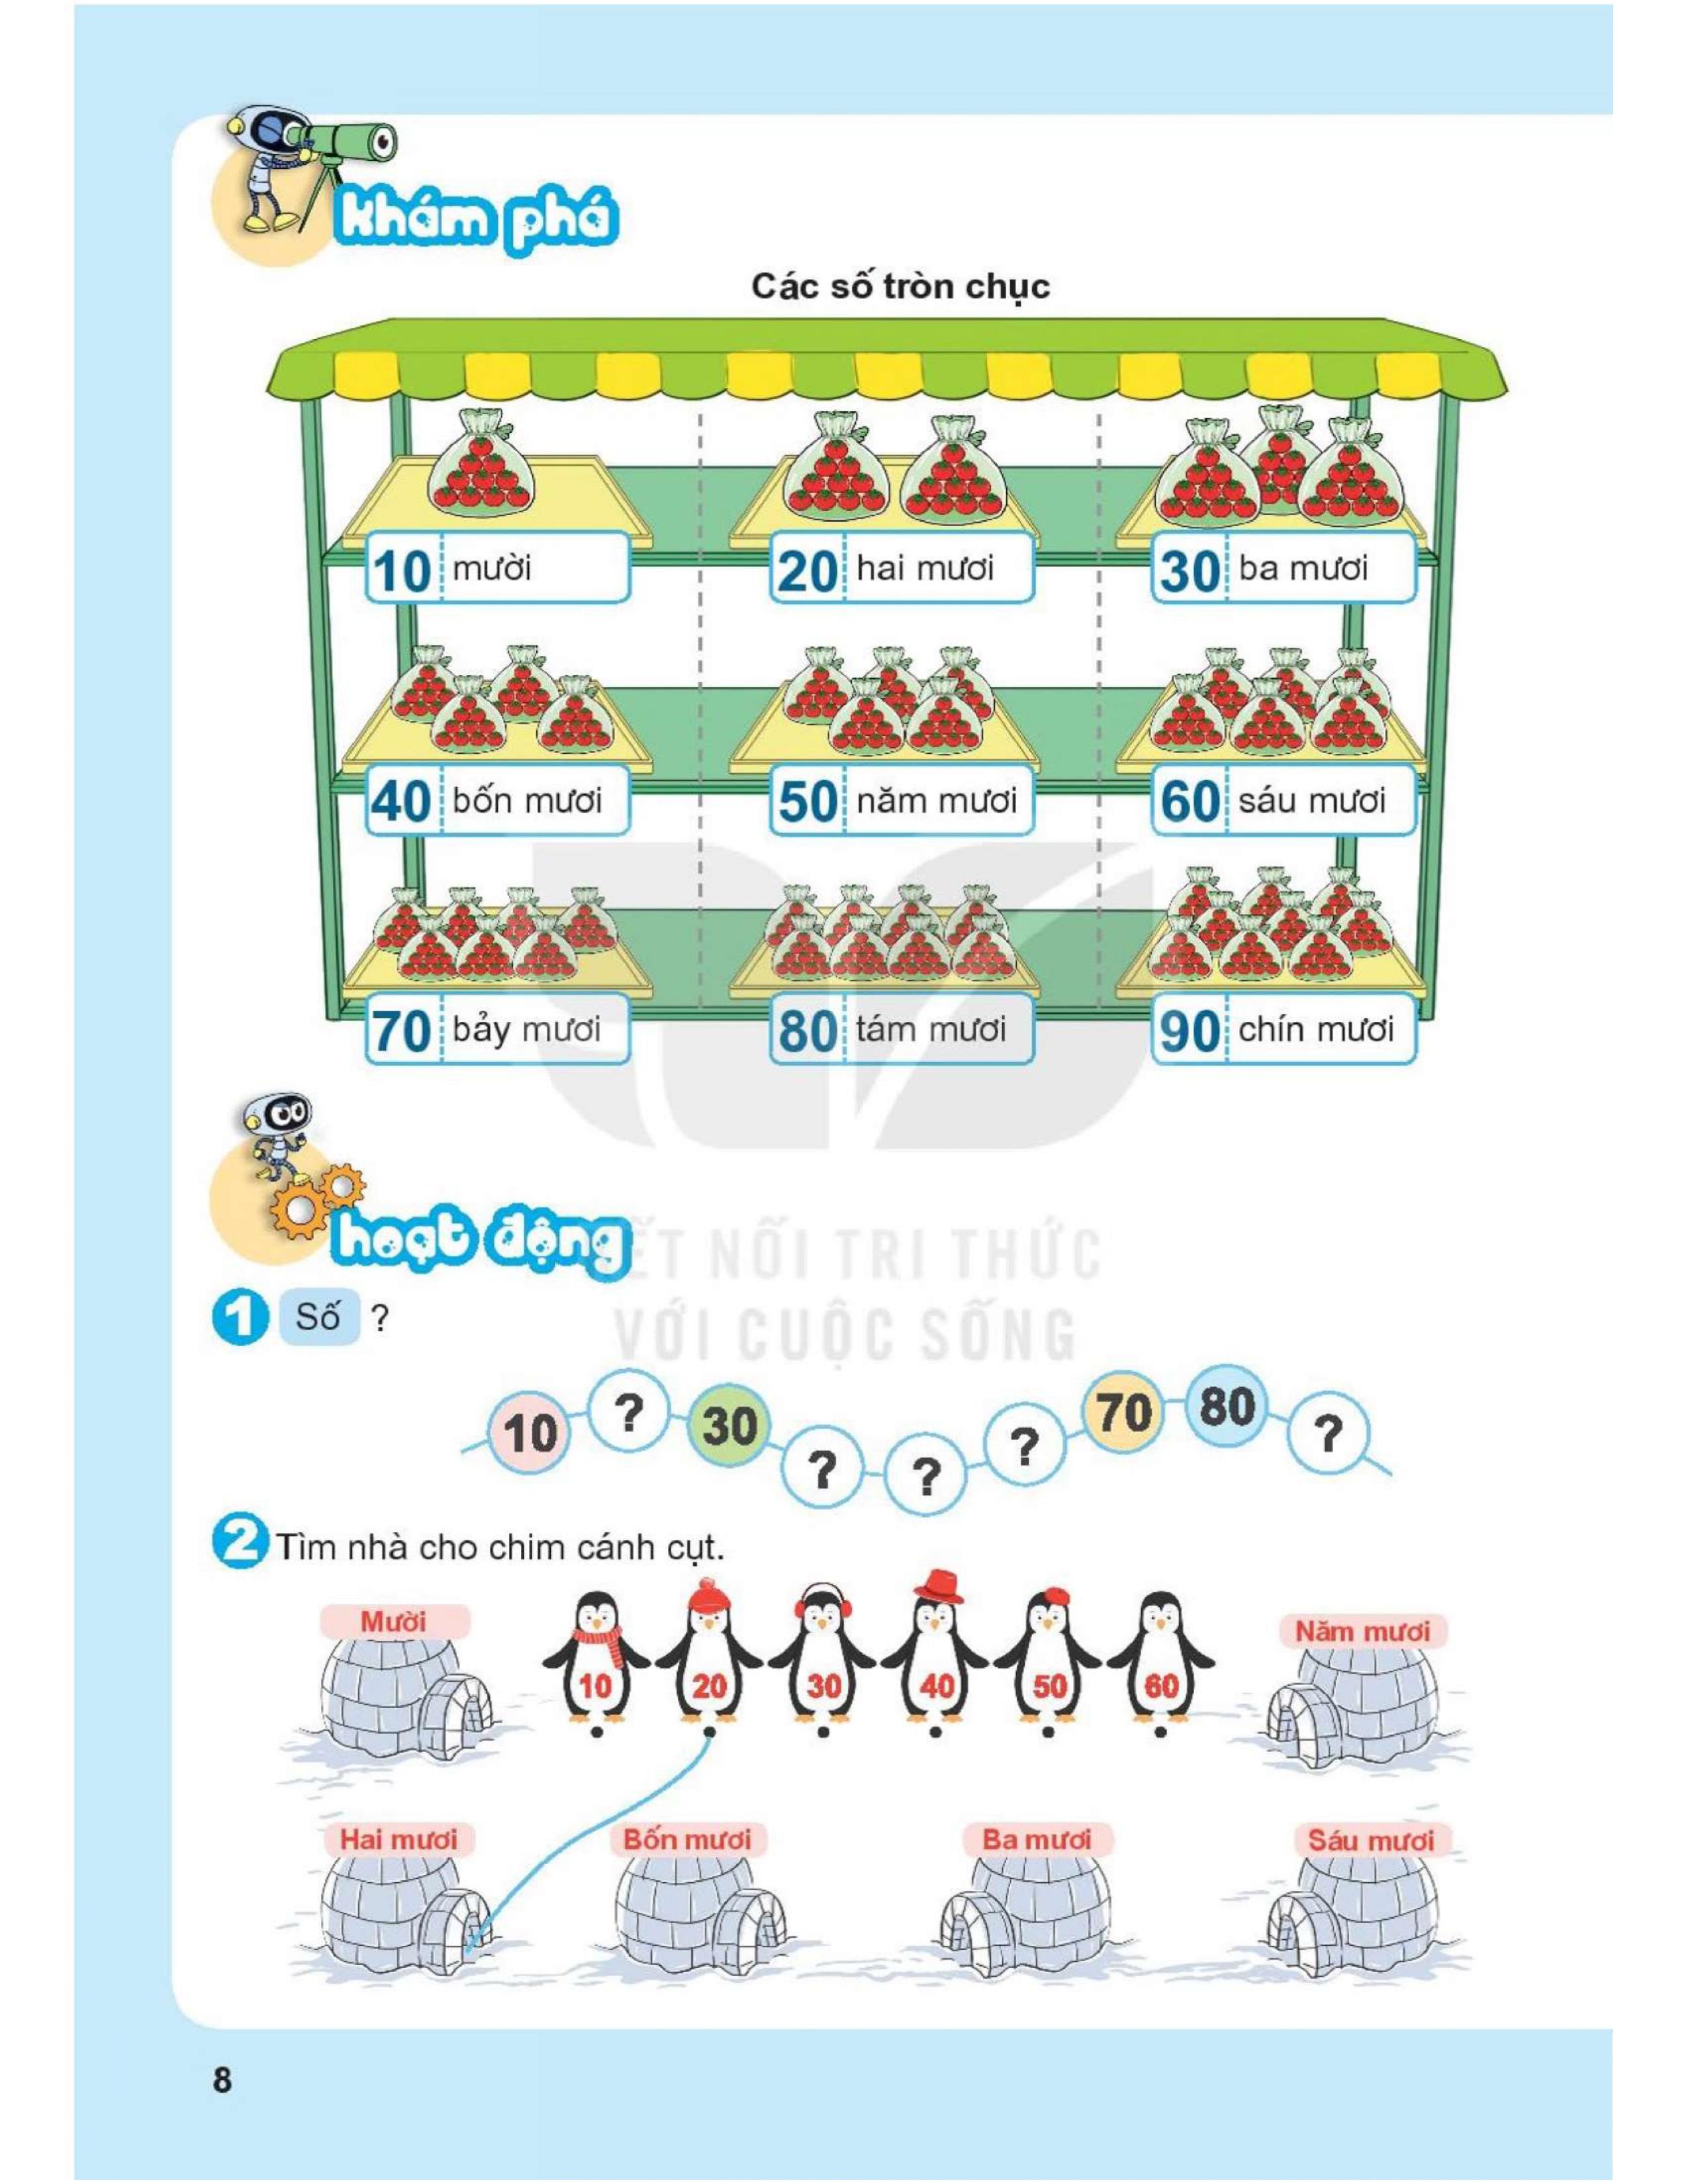 khám phá
Các số tròn chục
10 mười
20 hai mươi
30 ba mươi
40 bốn mươi
50 năm mươi
60 sáu mươi
70 bảy mươi
80 tám mươi
90 chín mươi
hoạt động
KẾT NỐI TRI THỨC
VỚI CUỘC SỐNG
1 Số ?
10 ? 30 ? ? ? 70 80 ?
2 Tìm nhà cho chim cánh cụt.
Mười
10 20 30 40 50 60
Năm mươi
Hai mươi
Bốn mươi
Ba mươi
Sáu mươi
8